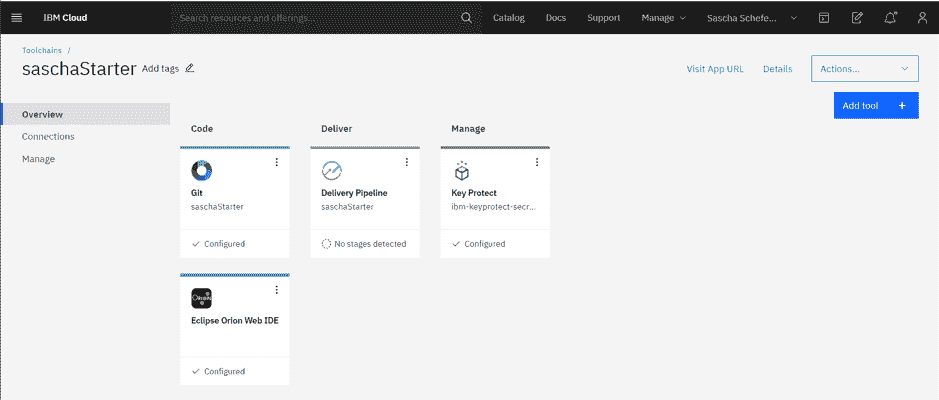 IBM Cloud
Search resources and offerings...
Catalog
Docs
Support
Manage
Sascha Schefe...
Toolchains /
saschaStarter Add tags
Visit App URL
Details
Actions...
Add tool +
Overview
Connections
Manage
Code
Deliver
Manage
Git
saschaStarter
Configured
Delivery Pipeline
saschaStarter
No stages detected
Key Protect
ibm-keyprotect-secr...
Configured
Eclipse Orion Web IDE
Configured